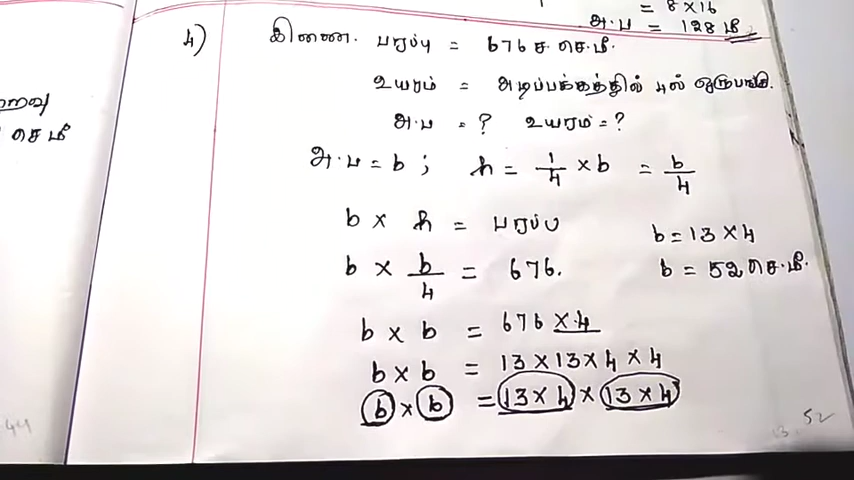 = 8 × 16
அ.ப = 128 மீ
4) இணை. பரப்பு = 676 ச.செ.மீ.
உயரம் = அடிப்பக்கத்தில் 4ல் ஒருபங்கு.
அ.ப = ? உயரம் = ?
அ.ப = b ; h = 1/4 × b = b/4
b × h = பரப்பு
b = 13 × 4
b × b/4 = 676.
b = 52 செ.மீ.
b × b = 676 × 4
b × b = 13 × 13 × 4 × 4
b × b = 13 × 4 × 13 × 4
செ மீ
52